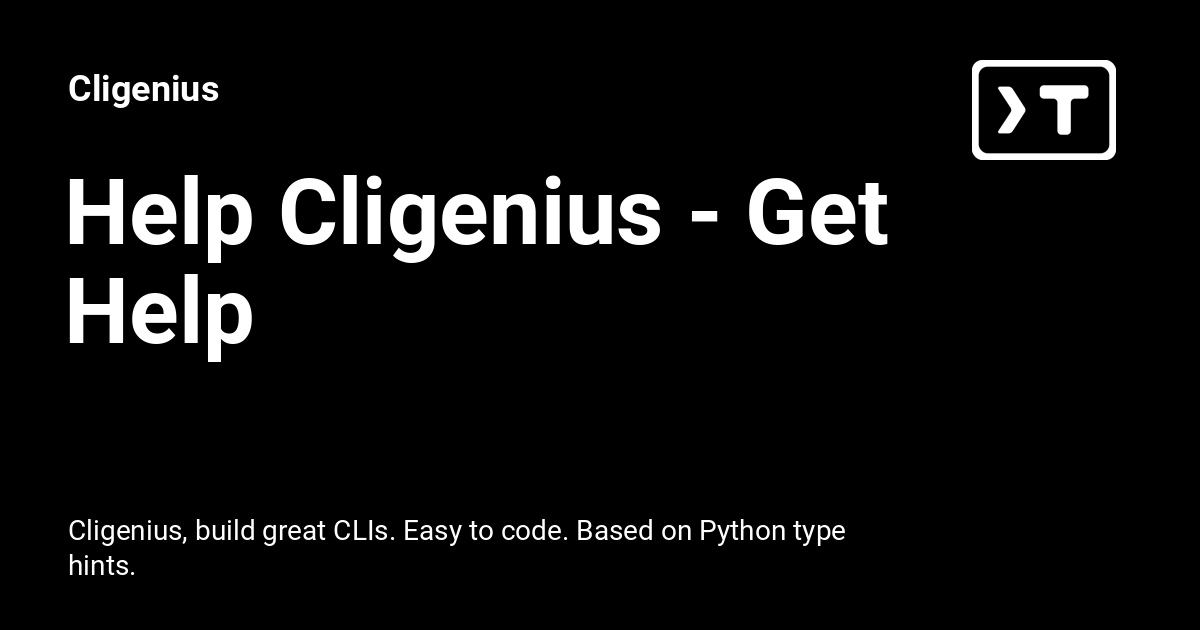 Cligenius
T
Help Cligenius - Get
Help
Cligenius, build great CLIs. Easy to code. Based on Python type
hints.